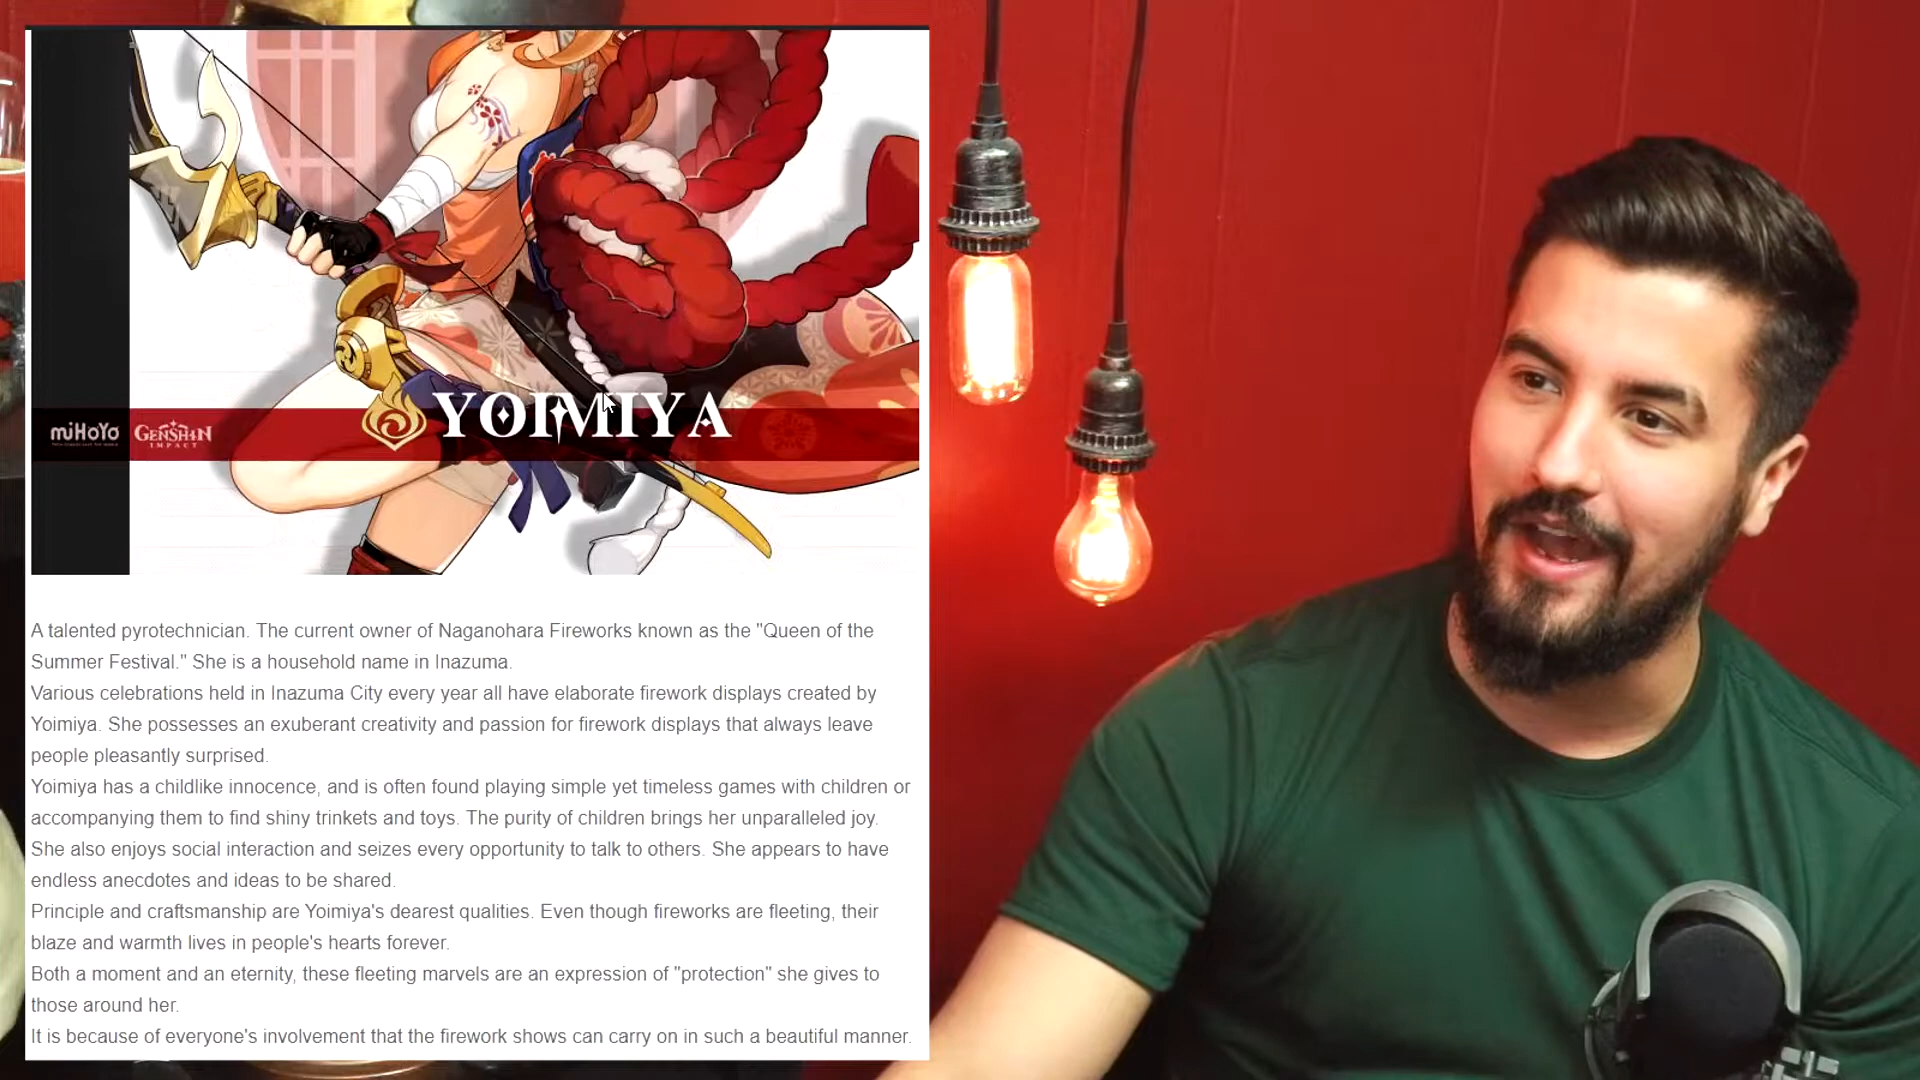 YOIMIYA
miHoYo
GENSHIN
IMPACT
A talented pyrotechnician. The current owner of Naganohara Fireworks known as the "Queen of the
Summer Festival." She is a household name in Inazuma.
Various celebrations held in Inazuma City every year all have elaborate firework displays created by
Yoimiya. She possesses an exuberant creativity and passion for firework displays that always leave
people pleasantly surprised.
Yoimiya has a childlike innocence, and is often found playing simple yet timeless games with children or
accompanying them to find shiny trinkets and toys. The purity of children brings her unparalleled joy.
She also enjoys social interaction and seizes every opportunity to talk to others. She appears to have
endless anecdotes and ideas to be shared.
Principle and craftsmanship are Yoimiya's dearest qualities. Even though fireworks are fleeting, their
blaze and warmth lives in people's hearts forever.
Both a moment and an eternity, these fleeting marvels are an expression of "protection" she gives to
those around her.
It is because of everyone's involvement that the firework shows can carry on in such a beautiful manner.